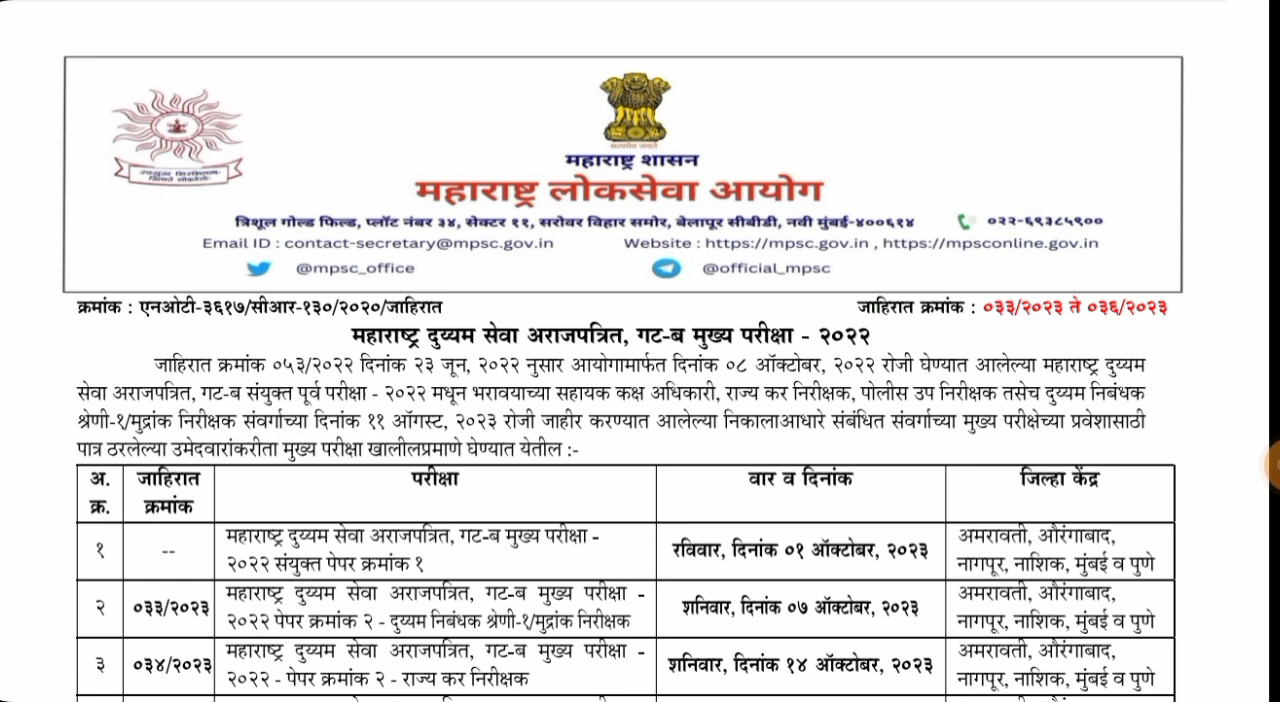 महाराष्ट्र शासन
महाराष्ट्र लोकसेवा आयोग
त्रिशूल गोल्ड फिल्ड, प्लॉट नंबर ३४, सेक्टर ११, सरोवर विहार समोर, बेलापूर सीबीडी, नवी मुंबई-४००६१४ ०२२-६९३८५९००
Email ID : contact-secretary@mpsc.gov.in Website : https://mpsc.gov.in , https://mpsconline.gov.in
@mpsc_office @official_mpsc
क्रमांक : एनओटी-३६१७/सीआर-१३०/२०२०/जाहिरात जाहिरात क्रमांक : ०३३/२०२३ ते ०३६/२०२३
महाराष्ट्र दुय्यम सेवा अराजपत्रित, गट-ब मुख्य परीक्षा - २०२२
जाहिरात क्रमांक ०५३/२०२२ दिनांक २३ जून, २०२२ नुसार आयोगामार्फत दिनांक ०८ ऑक्टोबर, २०२२ रोजी घेण्यात आलेल्या महाराष्ट्र दुय्यम
सेवा अराजपत्रित, गट-ब संयुक्त पूर्व परीक्षा - २०२२ मधून भरावयाच्या सहायक कक्ष अधिकारी, राज्य कर निरीक्षक, पोलीस उप निरीक्षक तसेच दुय्यम निबंधक
श्रेणी-१/मुद्रांक निरीक्षक संवर्गाच्या दिनांक ११ ऑगस्ट, २०२३ रोजी जाहीर करण्यात आलेल्या निकालाआधारे संबंधित संवर्गाच्या मुख्य परीक्षेच्या प्रवेशासाठी
पात्र ठरलेल्या उमेदवारांकरीता मुख्य परीक्षा खालीलप्रमाणे घेण्यात येतील :-
अ. जाहिरात परीक्षा वार व दिनांक जिल्हा केंद्र
क्र. क्रमांक
१ -- महाराष्ट्र दुय्यम सेवा अराजपत्रित, गट-ब मुख्य परीक्षा - रविवार, दिनांक ०१ ऑक्टोबर, २०२३ अमरावती, औरंगाबाद,
२०२२ संयुक्त पेपर क्रमांक १ नागपूर, नाशिक, मुंबई व पुणे
२ ०३३/२०२३ महाराष्ट्र दुय्यम सेवा अराजपत्रित, गट-ब मुख्य परीक्षा - शनिवार, दिनांक ०७ ऑक्टोबर, २०२३ अमरावती, औरंगाबाद,
२०२२ पेपर क्रमांक २ - दुय्यम निबंधक श्रेणी-१/मुद्रांक निरीक्षक नागपूर, नाशिक, मुंबई व पुणे
३ ०३४/२०२३ महाराष्ट्र दुय्यम सेवा अराजपत्रित, गट-ब मुख्य परीक्षा - शनिवार, दिनांक १४ ऑक्टोबर, २०२३ अमरावती, औरंगाबाद,
२०२२ - पेपर क्रमांक २ - राज्य कर निरीक्षक नागपूर, नाशिक, मुंबई व पुणे